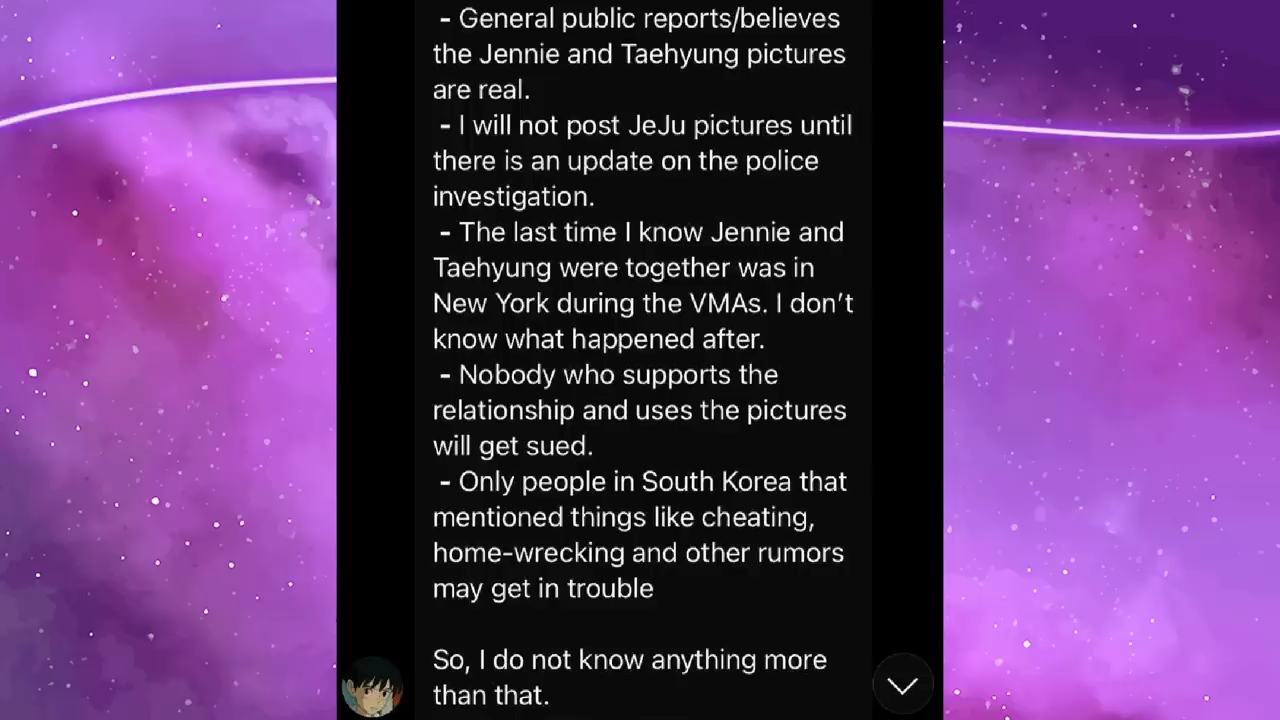 - General public reports/believes
the Jennie and Taehyung pictures
are real.
- I will not post JeJu pictures until
there is an update on the police
investigation.
- The last time I know Jennie and
Taehyung were together was in
New York during the VMAs. I don’t
know what happened after.
- Nobody who supports the
relationship and uses the pictures
will get sued.
- Only people in South Korea that
mentioned things like cheating,
home-wrecking and other rumors
may get in trouble
So, I do not know anything more
than that.